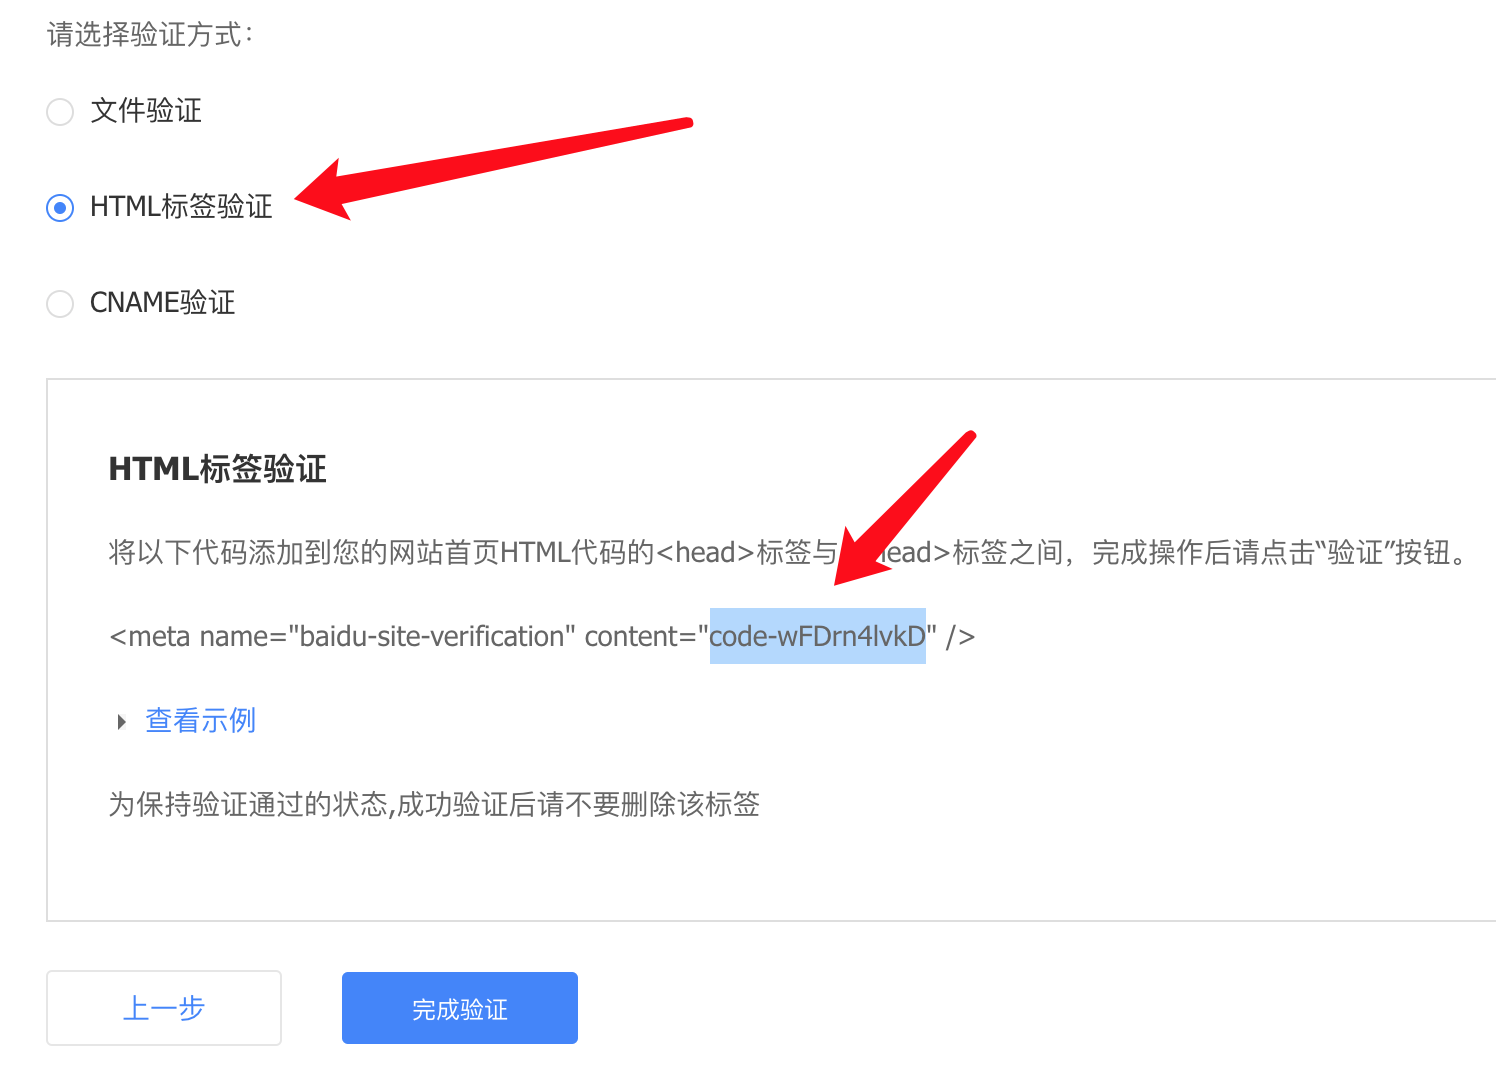 请选择验证方式：
文件验证
HTML标签验证
CNAME验证
HTML标签验证
将以下代码添加到您的网站首页HTML代码的<head>标签与 ead>标签之间，完成操作后请点击“验证”按钮。
<meta name="baidu-site-verification" content="code-wFDrn4lvkD" />
查看示例
为保持验证通过的状态,成功验证后请不要删除该标签
上一步
完成验证